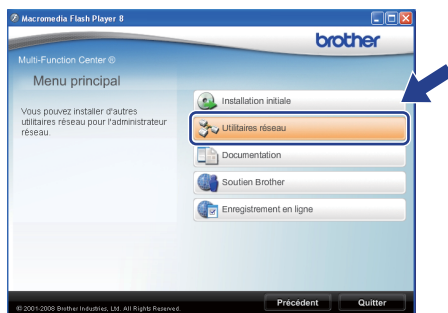 Macromedia Flash Player 8
brother
Multi-Function Center ®
Menu principal
Vous pouvez installer d'autres
utilitaires réseau pour l'administrateur
réseau.
Installation initiale
Utilitaires réseau
Documentation
Soutien Brother
Enregistrement en ligne
© 2001-2008 Brother Industries, Ltd. All Rights Reserved.
Précédent
Quitter